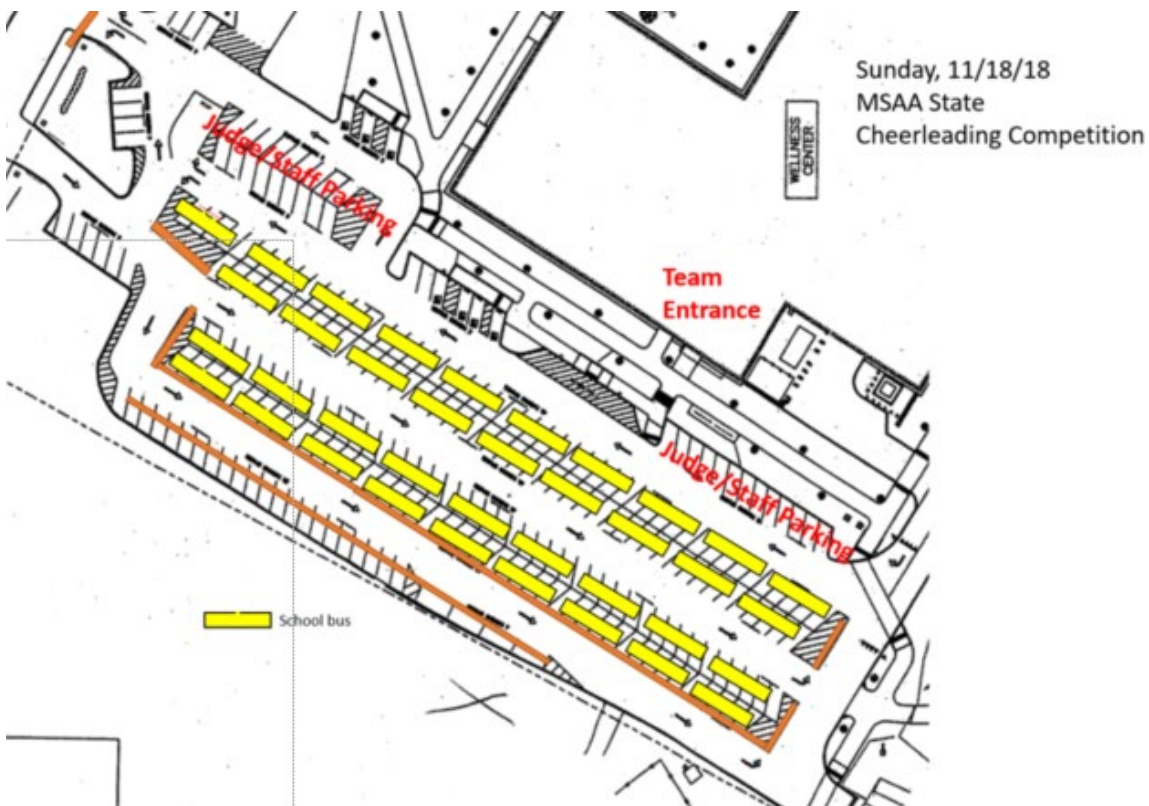 Sunday, 11/18/18
MSAA State
Cheerleading Competition
WELLNESS
CENTER
Judge/Staff Parking
Team
Entrance
Judge/Staff Parking
School bus